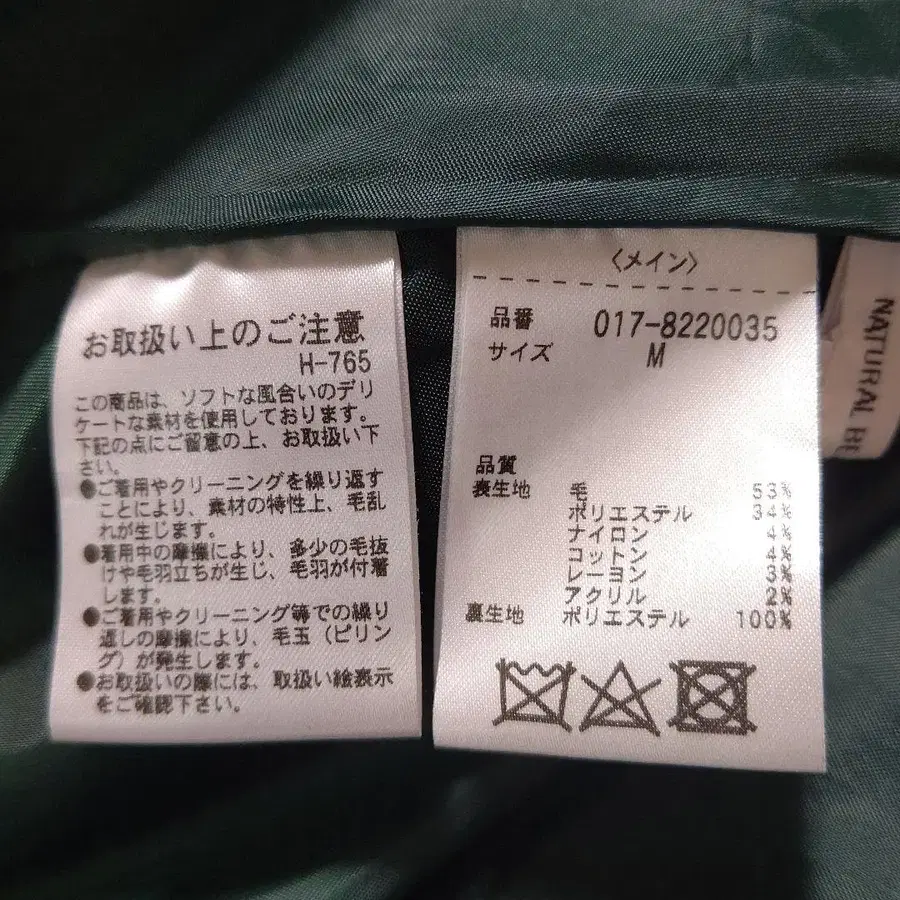 お取扱い上のご注意
H-765
この商品は、ソフトな風合いのデリ
ケートな素材を使用しております。
下記の点にご留意の上、お取扱い下
さい。
●ご着用やクリーニングを繰り返す
ことにより、素材の特性上、毛乱
れが生じます。
●着用中の摩擦により、多少の毛抜
けや毛羽立ちが生じ、毛羽が付着
します。
●ご着用やクリーニング等での繰り
返しの摩擦により、毛玉（ピリン
グ）が発生します。
●お取扱いの際には、取扱い絵表示
をご確認下さい。
〈メイン〉
品番 017-8220035
サイズ M
品質
表生地 毛 53%
ポリエステル 34%
ナイロン 4%
コットン 4%
レーヨン 3%
アクリル 2%
裏生地 ポリエステル 100%
NATURAL